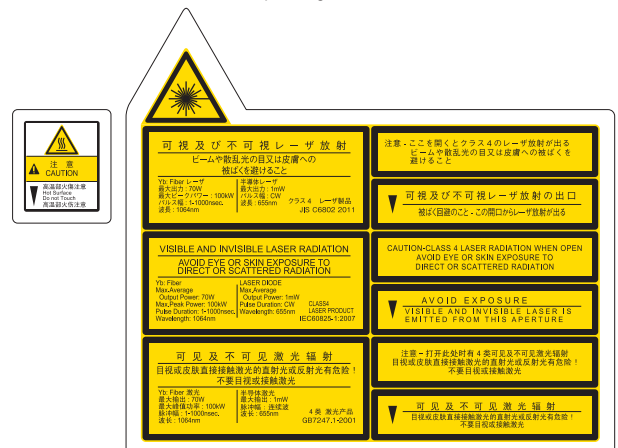 注 意
CAUTION
高温部火傷注意
Hot Surface
Do not Touch
高温部火伤注意
可視及び不可視レーザ放射
ビームや散乱光の目又は皮膚への
被ばくを避けること
Yb: Fiber レーザ
最大出力 : 70W
最大ピークパワー : 100kW
パルス幅 : 1-1000nsec.
波長 : 1064nm
半導体レーザ
最大出力 : 1mW
パルス幅 : CW
波長 : 655nm
クラス4 レーザ製品
JIS C6802 2011
注意 - ここを開くとクラス4のレーザ放射が出る
ビームや散乱光の目又は皮膚への被ばくを
避けること
可視及び不可視レーザ放射の出口
被ばく回避のこと - この開口からレーザ放射が出る
VISIBLE AND INVISIBLE LASER RADIATION
AVOID EYE OR SKIN EXPOSURE TO
DIRECT OR SCATTERED RADIATION
Yb: Fiber
Max.Average
Output Power: 70W
Max.Peak Power: 100kW
Pulse Duration: 1-1000nsec.
Wavelength: 1064nm
LASER DIODE
Max.Average
Output Power: 1mW
Pulse Duration: CW
Wavelength: 655nm
CLASS4
LASER PRODUCT
IEC60825-1:2007
CAUTION-CLASS 4 LASER RADIATION WHEN OPEN
AVOID EYE OR SKIN EXPOSURE TO
DIRECT OR SCATTERED RADIATION
AVOID EXPOSURE
VISIBLE AND INVISIBLE LASER IS
EMITTED FROM THIS APERTURE
可见及不可见激光辐射
目视或皮肤直接接触激光的直射光或反射光有危险！
不要目视或接触激光
Yb: Fiber 激光
最大输出 : 70W
最大峰值功率 : 100kW
脉冲幅 : 1-1000nsec.
波长 : 1064nm
半导体激光
最大输出 : 1mW
脉冲幅 : 连续波
波长 : 655nm
4类 激光产品
GB7247.1-2001
注意 - 打开此处时有4类可见及不可见激光辐射
目视或皮肤直接接触激光的直射光或反射光有危险！
不要目视或接触激光
可见及不可见激光辐射
目视或皮肤直接接触激光的直射光或反射光有危险！
不要目视或接触激光